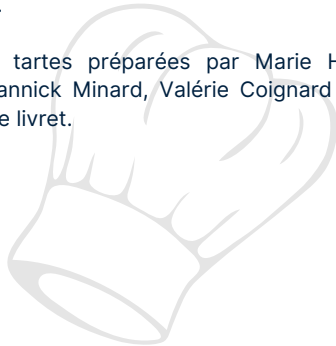 tartes préparées par Marie
annick Minard, Valérie Coignard
livret.